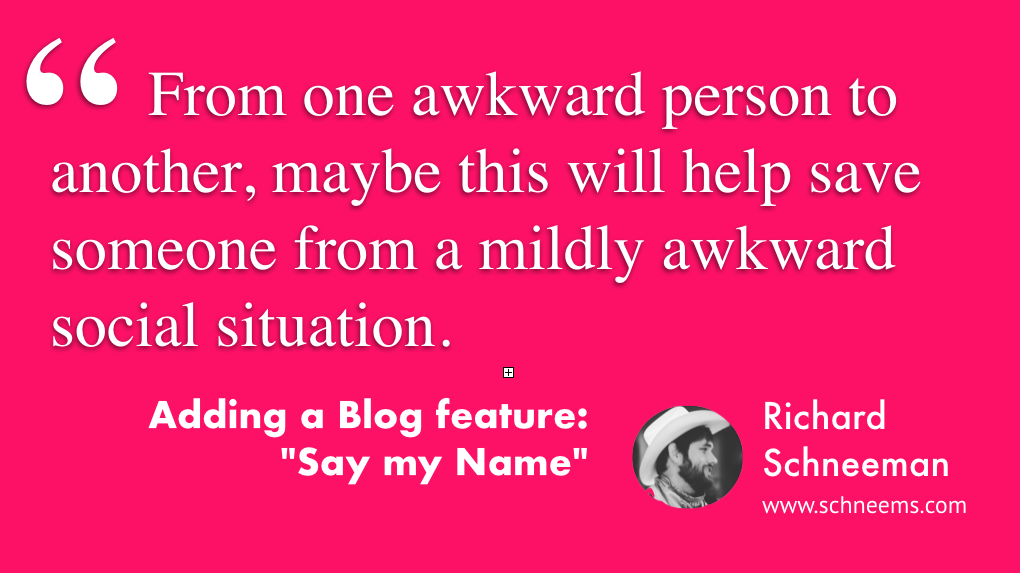 “ From one awkward person to
another, maybe this will help save
someone from a mildly awkward
social situation.
Adding a Blog feature:
"Say my Name"
Richard
Schneeman
www.schneems.com